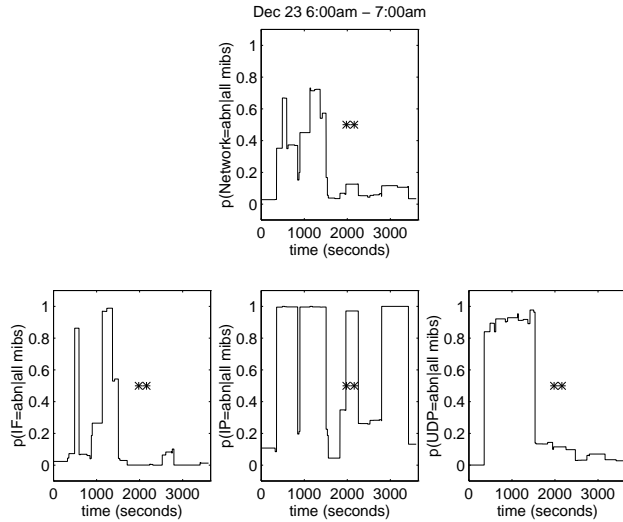 Dec 23 6:00am − 7:00am
p(Network=abn|all mibs)
1
0.8
0.6
0.4
0.2
0
0 1000 2000 3000
time (seconds)
p(IF=abn|all mibs)
1
0.8
0.6
0.4
0.2
0
0 1000 2000 3000
time (seconds)
p(IP=abn|all mibs)
1
0.8
0.6
0.4
0.2
0
0 1000 2000 3000
time (seconds)
p(UDP=abn|all mibs)
1
0.8
0.6
0.4
0.2
0
0 1000 2000 3000
time (seconds)